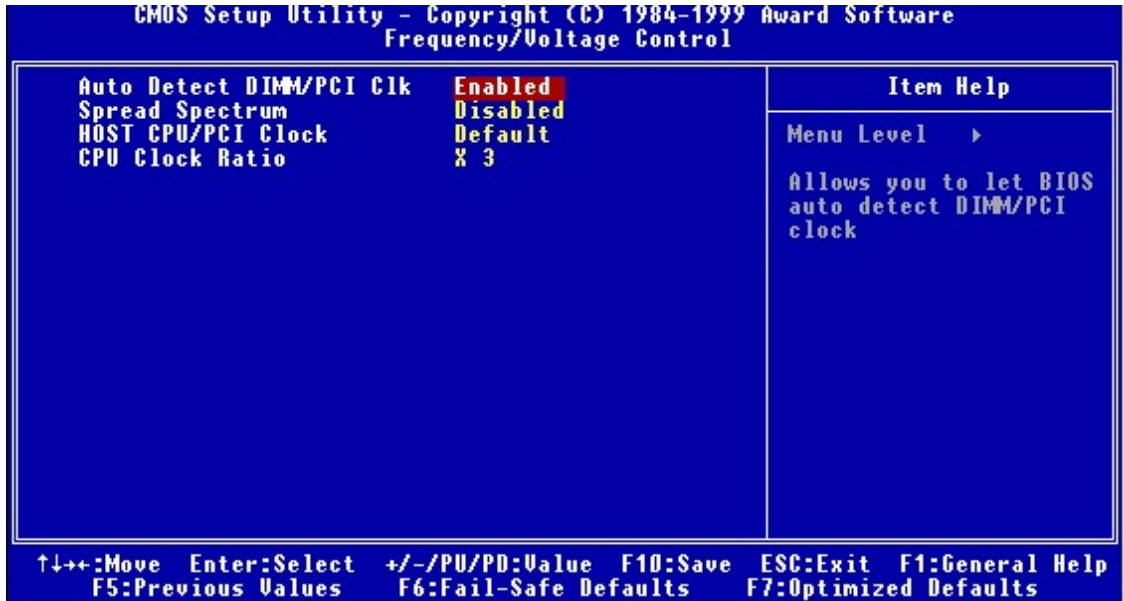 CMOS Setup Utility – Copyright (C) 1984-1999 Award Software
Frequency/Voltage Control
Auto Detect DIMM/PCI Clk Enabled
Spread Spectrum Disabled
HOST CPU/PCI Clock Default
CPU Clock Ratio X 3
Item Help
Menu Level ▸
Allows you to let BIOS
auto detect DIMM/PCI
clock
↑↓→←:Move Enter:Select +/-/PU/PD:Value F10:Save ESC:Exit F1:General Help
F5:Previous Values F6:Fail-Safe Defaults F7:Optimized Defaults